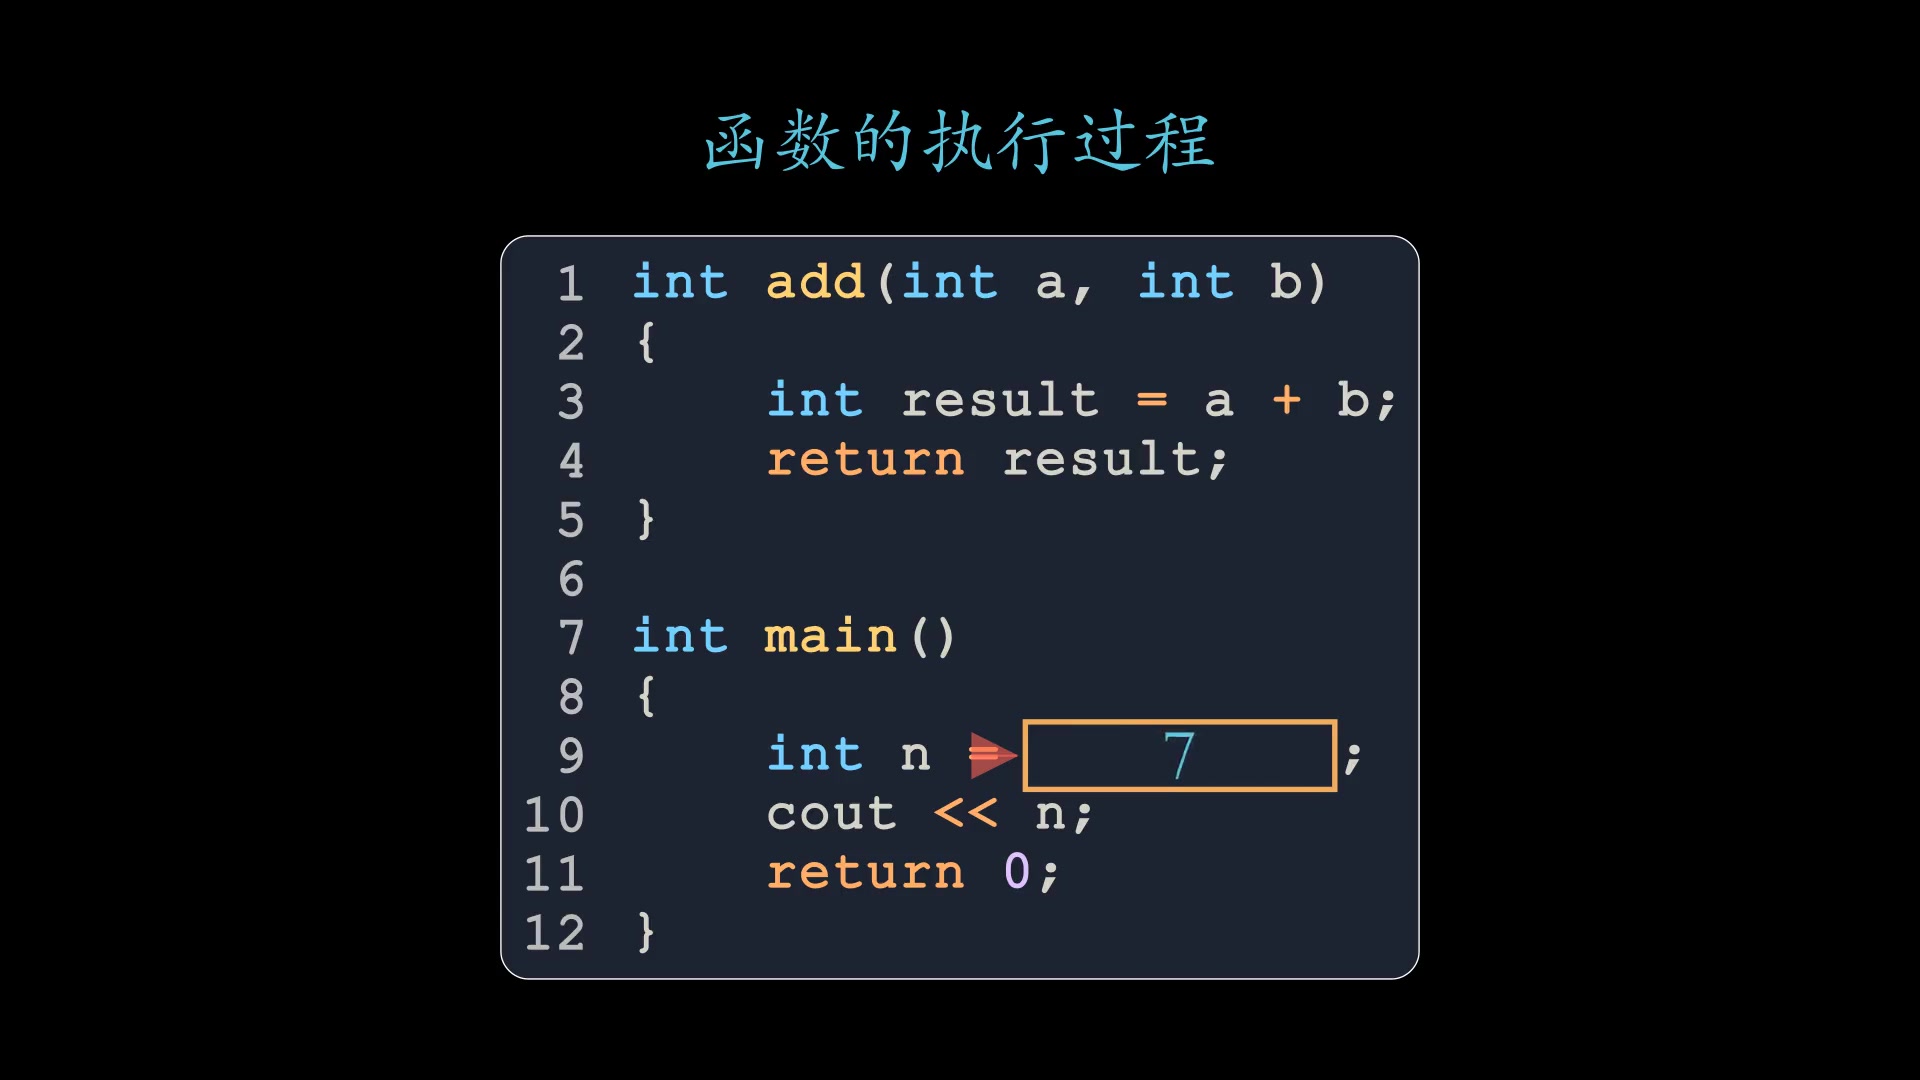 函数的执行过程
1 int add(int a, int b)
2 {
3     int result = a + b;
4     return result;
5 }
6
7 int main()
8 {
9     int n = 7 ;
10     cout << n;
11     return 0;
12 }